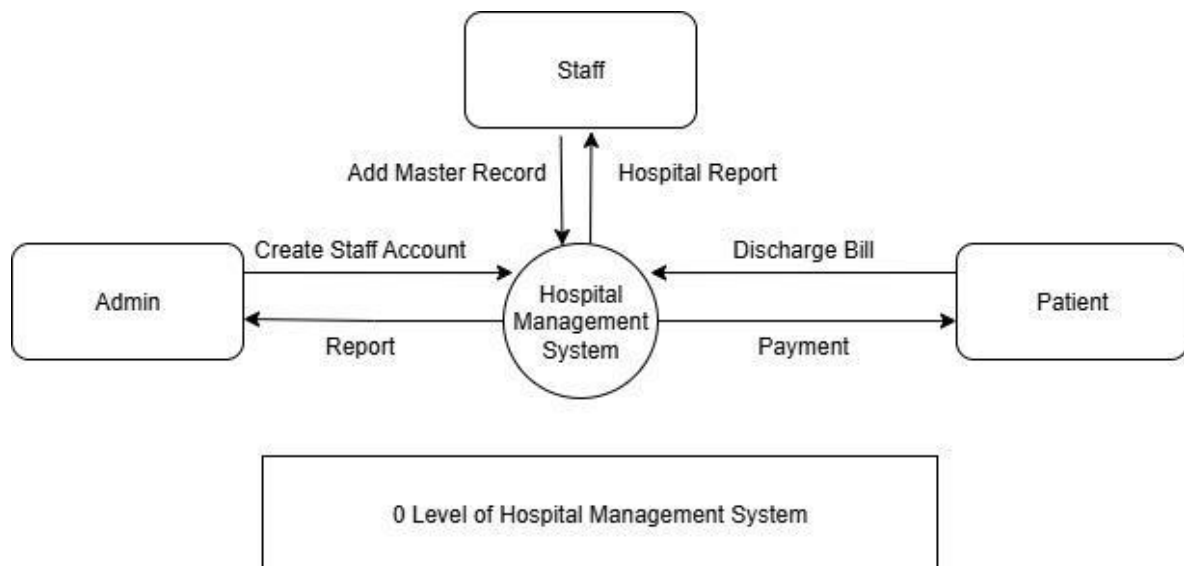 Staff
Add Master Record
Hospital Report
Create Staff Account
Discharge Bill
Admin
Hospital
Management
System
Patient
Report
Payment
0 Level of Hospital Management System